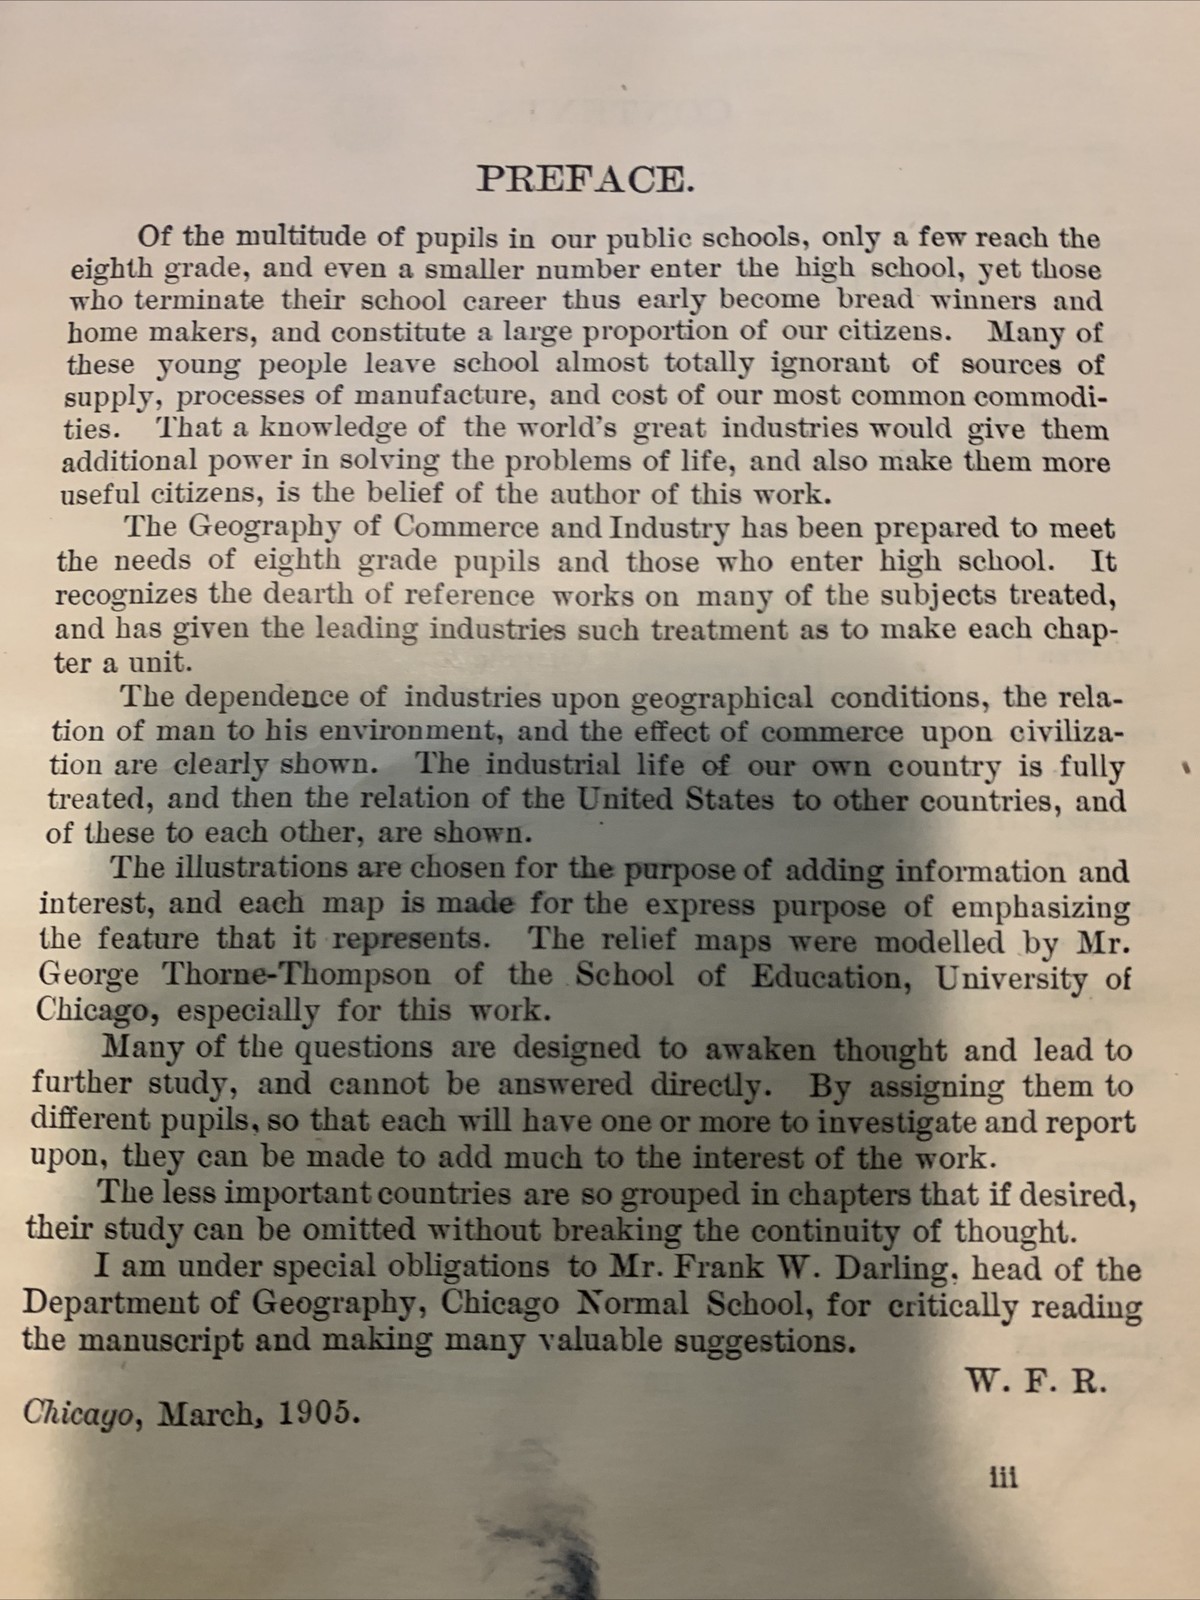 PREFACE.
Of the multitude of pupils in our public schools, only a few reach the
eighth grade, and even a smaller number enter the high school, yet those
who terminate their school career thus early become bread winners and
home makers, and constitute a large proportion of our citizens. Many of
these young people leave school almost totally ignorant of sources of
supply, processes of manufacture, and cost of our most common commodi-
ties. That a knowledge of the world's great industries would give them
additional power in solving the problems of life, and also make them more
useful citizens, is the belief of the author of this work.
The Geography of Commerce and Industry has been prepared to meet
the needs of eighth grade pupils and those who enter high school. It
recognizes the dearth of reference works on many of the subjects treated,
and has given the leading industries such treatment as to make each chap-
ter a unit.
The dependence of industries upon geographical conditions, the rela-
tion of man to his environment, and the effect of commerce upon civiliza-
tion are clearly shown. The industrial life of our own country is fully
treated, and then the relation of the United States to other countries, and
of these to each other, are shown.
The illustrations are chosen for the purpose of adding information and
interest, and each map is made for the express purpose of emphasizing
the feature that it represents. The relief maps were modelled by Mr.
George Thorne-Thompson of the School of Education, University of
Chicago, especially for this work.
Many of the questions are designed to awaken thought and lead to
further study, and cannot be answered directly. By assigning them to
different pupils, so that each will have one or more to investigate and report
upon, they can be made to add much to the interest of the work.
The less important countries are so grouped in chapters that if desired,
their study can be omitted without breaking the continuity of thought.
I am under special obligations to Mr. Frank W. Darling, head of the
Department of Geography, Chicago Normal School, for critically reading
the manuscript and making many valuable suggestions.
W. F. R.
Chicago, March, 1905.
iii